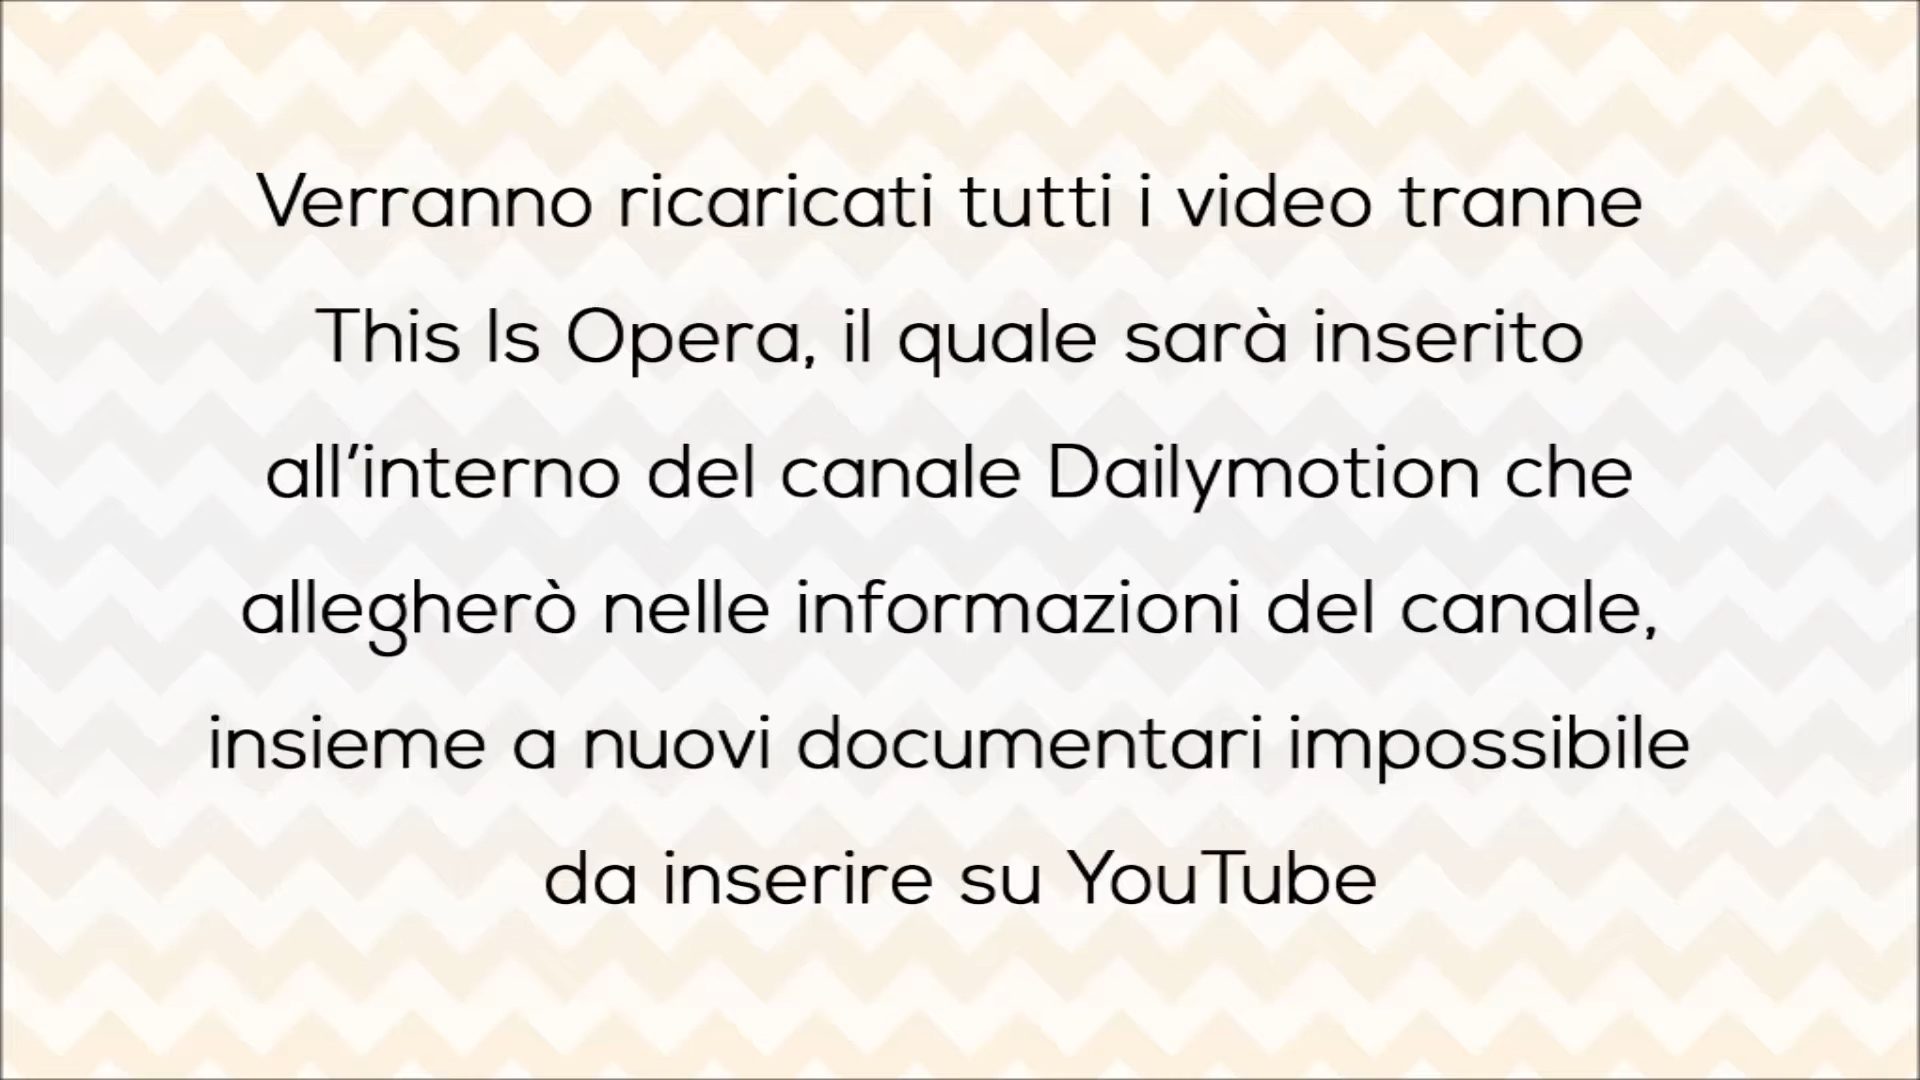 Verranno ricaricati tutti i video tranne
This Is Opera, il quale sarà inserito
all'interno del canale Dailymotion che
allegherò nelle informazioni del canale,
insieme a nuovi documentari impossibile
da inserire su YouTube